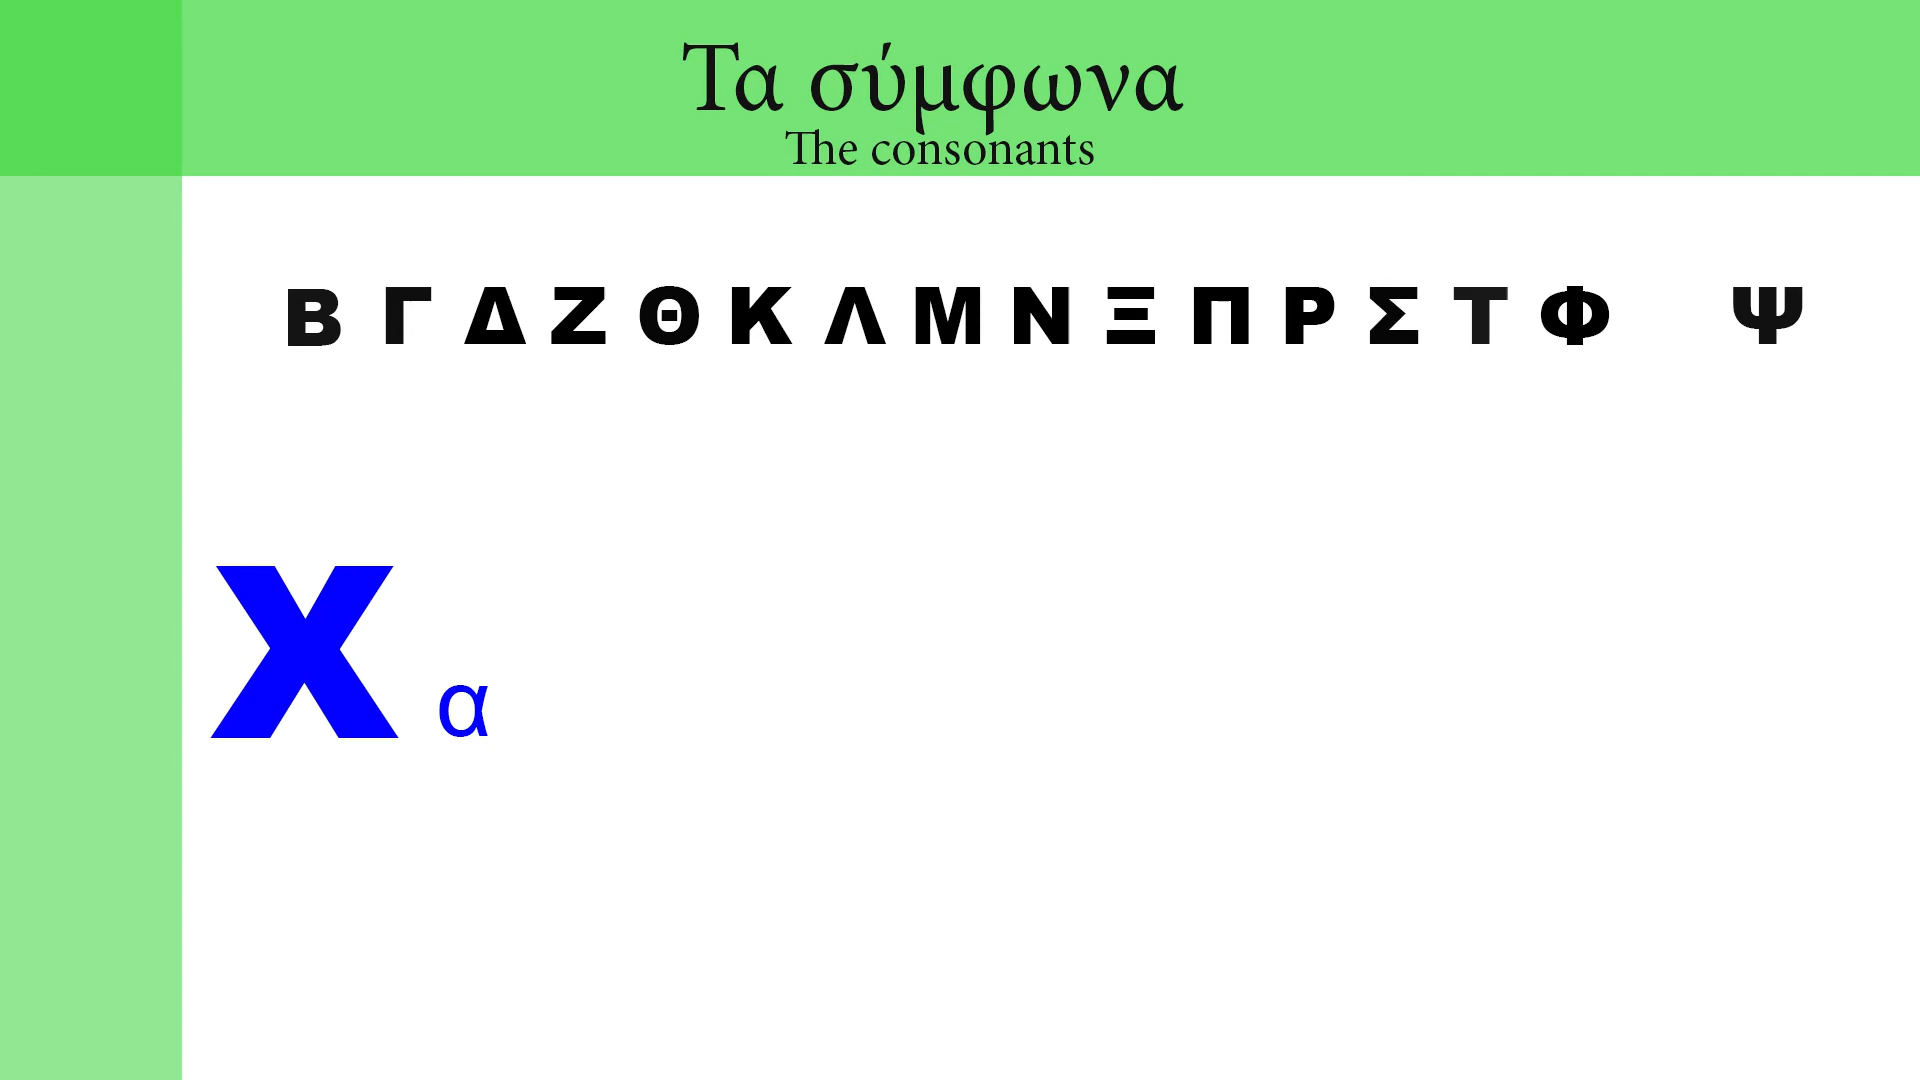 Τα σύμφωνα
The consonants
Β Γ Δ Ζ Θ Κ Λ Μ Ν Ξ Π Ρ Σ Τ Φ Ψ
Χ α